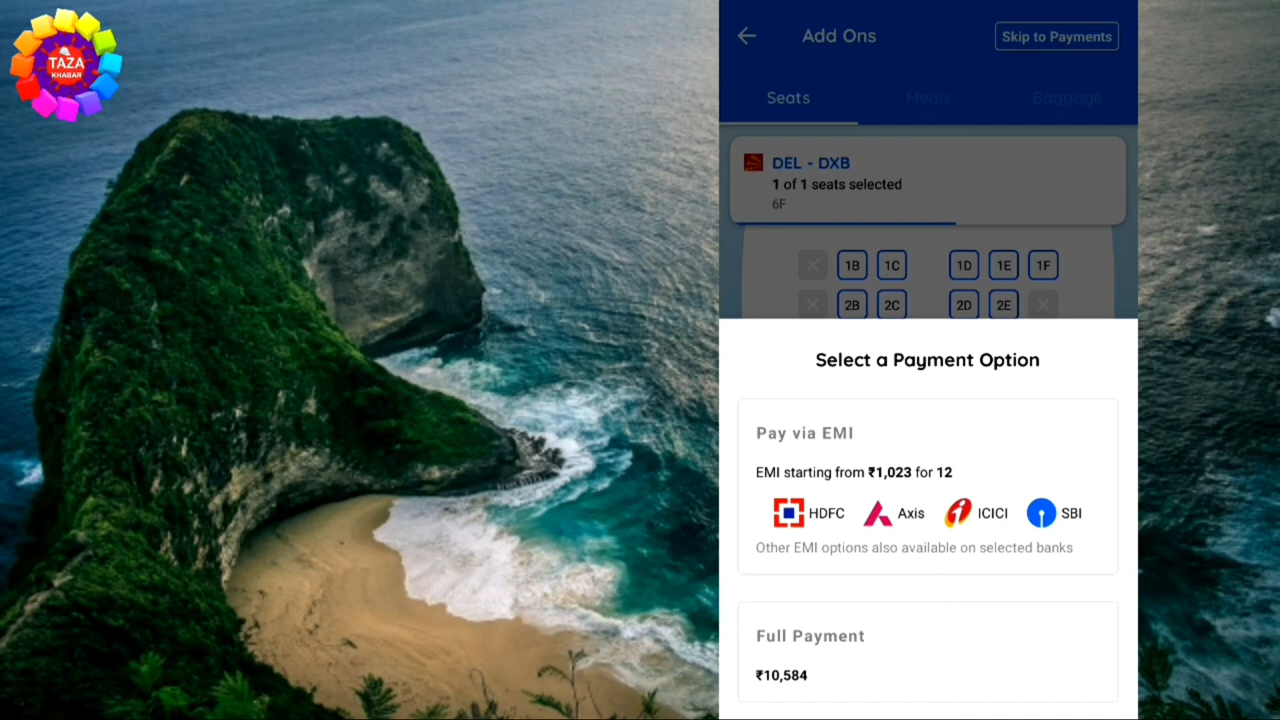 TAZA
KHABAR
Add Ons
Skip to Payments
Seats
Meals
Baggage
DEL - DXB
1 of 1 seats selected
6F
1B 1C 1D 1E 1F
2B 2C 2D 2E
Select a Payment Option
Pay via EMI
EMI starting from ₹1,023 for 12
HDFC Axis ICICI SBI
Other EMI options also available on selected banks
Full Payment
₹10,584